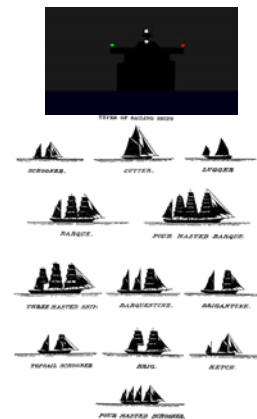 TYPES OF SAILING SHIPS
SCHOONER. CUTTER. LUGGER
BARQUE. FOUR MASTED BARQUE.
THREE MASTED SHIP. BARQUENTINE. BRIGANTINE.
TOPSAIL SCHOONER BRIG. KETCH.
FOUR MASTED SCHOONER.